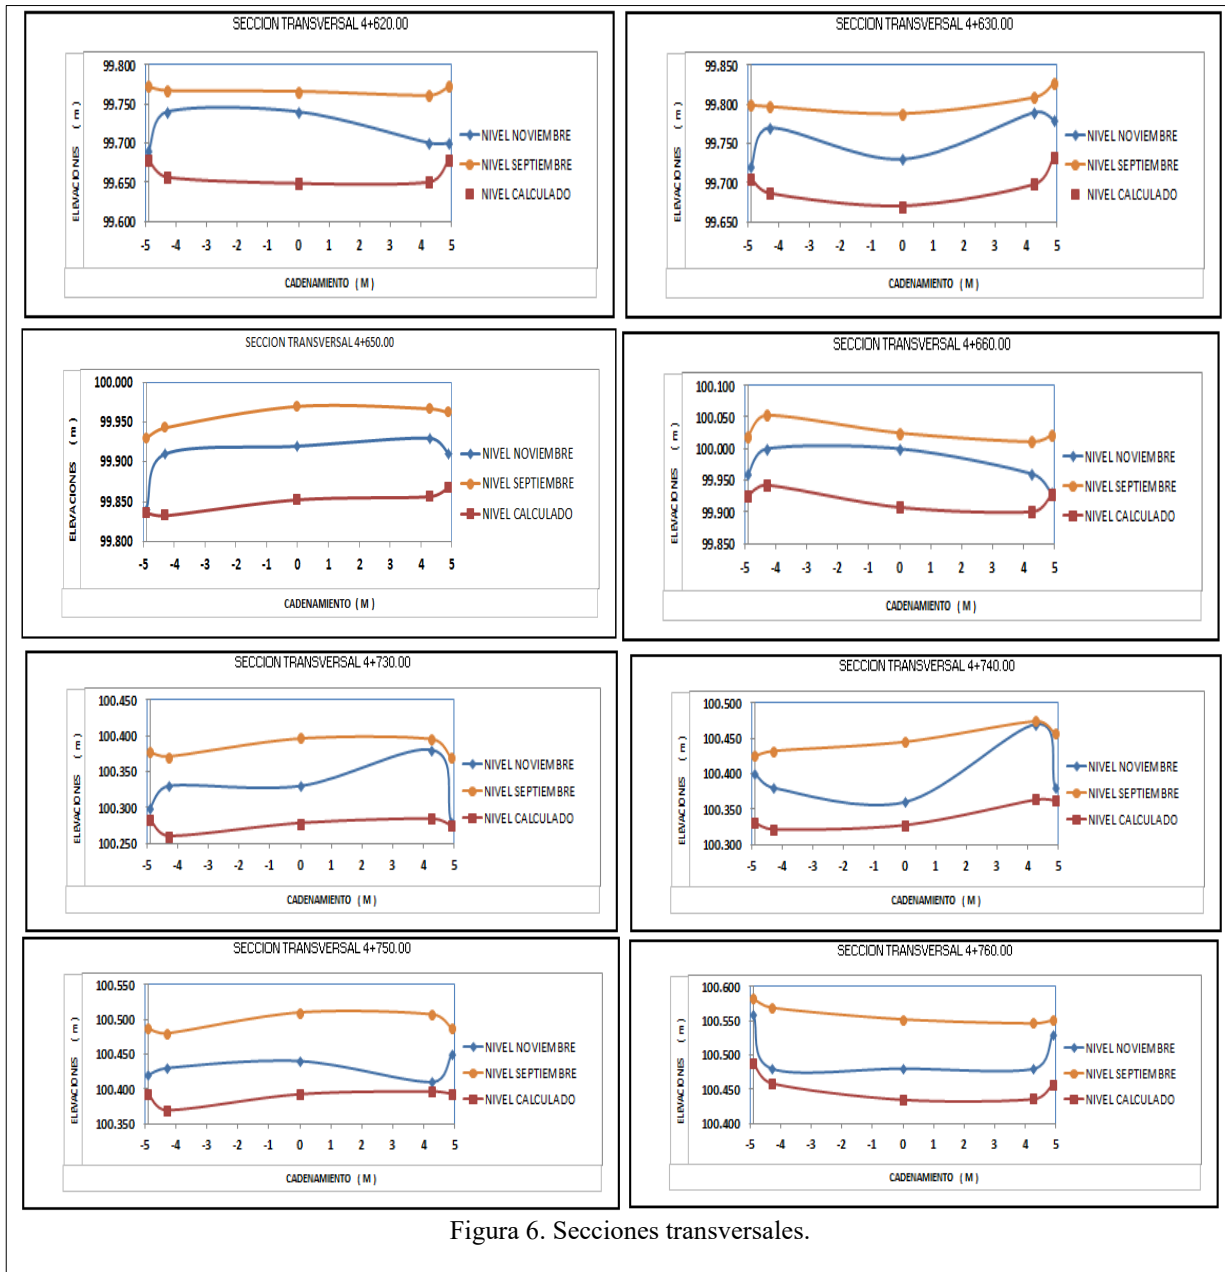 SECCION TRANSVERSAL 4+620.00
99.800
99.750
99.700
99.650
99.600
ELEVACIONES ( m )
-5 -4 -3 -2 -1 0 1 2 3 4 5
CADENAMIENTO ( M )
NIVEL NOVIEMBRE
NIVEL SEPTIEMBRE
NIVEL CALCULADO
SECCION TRANSVERSAL 4+630.00
99.850
99.800
99.750
99.700
99.650
ELEVACIONES ( m )
-5 -4 -3 -2 -1 0 1 2 3 4 5
CADENAMIENTO ( M )
NIVEL NOVIEMBRE
NIVEL SEPTIEMBRE
NIVEL CALCULADO
SECCION TRANSVERSAL 4+650.00
100.000
99.950
99.900
99.850
99.800
ELEVACIONES ( m )
-5 -4 -3 -2 -1 0 1 2 3 4 5
CADENAMIENTO ( M )
NIVEL NOVIEMBRE
NIVEL SEPTIEMBRE
NIVEL CALCULADO
SECCION TRANSVERSAL 4+660.00
100.100
100.050
100.000
99.950
99.900
99.850
ELEVACIONES ( m )
-5 -4 -3 -2 -1 0 1 2 3 4 5
CADENAMIENTO ( M )
NIVEL NOVIEMBRE
NIVEL SEPTIEMBRE
NIVEL CALCULADO
SECCION TRANSVERSAL 4+730.00
100.450
100.400
100.350
100.300
100.250
ELEVACIONES ( m )
-5 -4 -3 -2 -1 0 1 2 3 4 5
CADENAMIENTO ( M )
NIVEL NOVIEMBRE
NIVEL SEPTIEMBRE
NIVEL CALCULADO
SECCION TRANSVERSAL 4+740.00
100.500
100.450
100.400
100.350
100.300
ELEVACIONES ( m )
-5 -4 -3 -2 -1 0 1 2 3 4 5
CADENAMIENTO ( M )
NIVEL NOVIEMBRE
NIVEL SEPTIEMBRE
NIVEL CALCULADO
SECCION TRANSVERSAL 4+750.00
100.550
100.500
100.450
100.400
100.350
ELEVACIONES ( m )
-5 -4 -3 -2 -1 0 1 2 3 4 5
CADENAMIENTO ( M )
NIVEL NOVIEMBRE
NIVEL SEPTIEMBRE
NIVEL CALCULADO
SECCION TRANSVERSAL 4+760.00
100.600
100.550
100.500
100.450
100.400
ELEVACIONES ( m )
-5 -4 -3 -2 -1 0 1 2 3 4 5
CADENAMIENTO ( M )
NIVEL NOVIEMBRE
NIVEL SEPTIEMBRE
NIVEL CALCULADO
Figura 6. Secciones transversales.